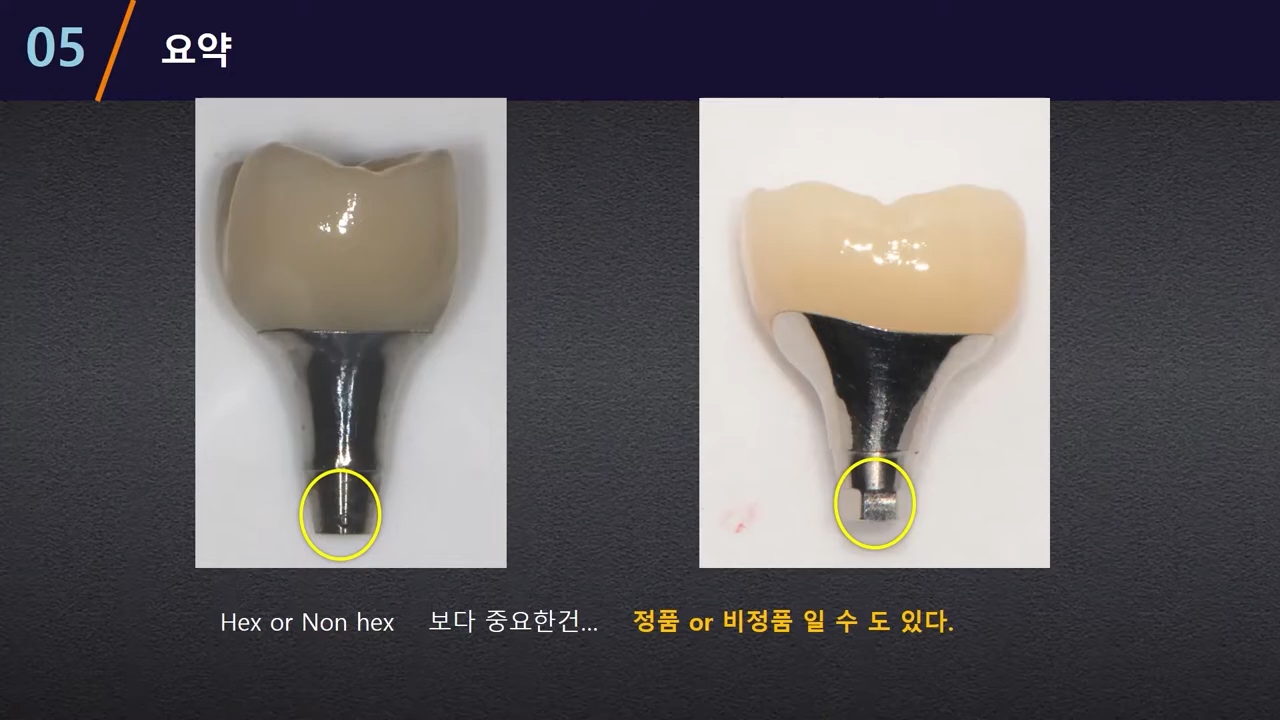 05 요약
Hex or Non hex 보다 중요한건... 정품 or 비정품 일 수 도 있다.